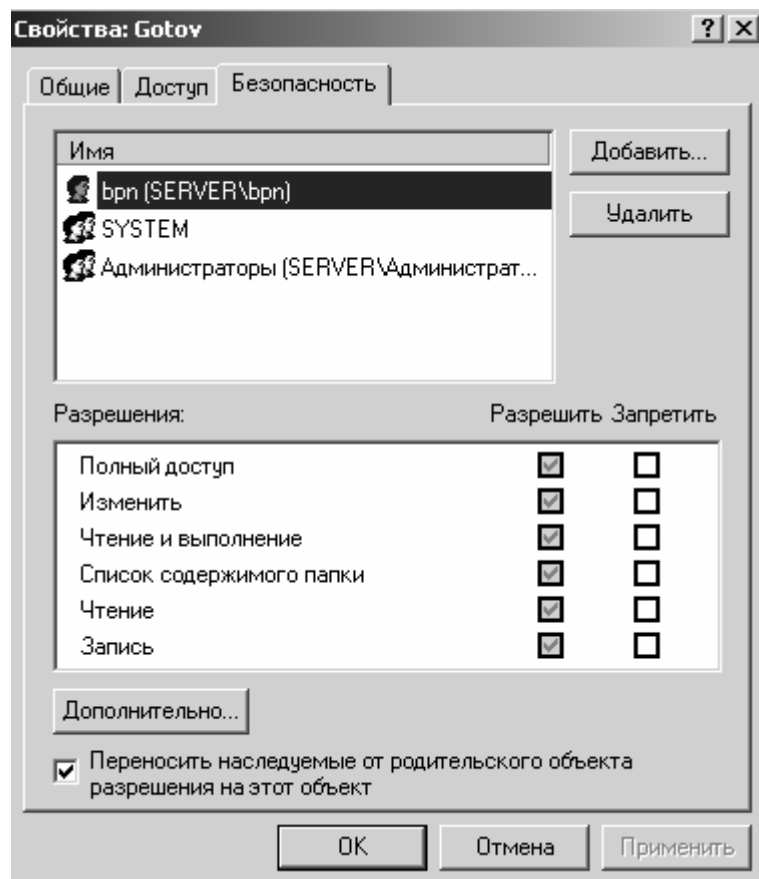 Свойства: Gotov
Общие Доступ Безопасность
Имя
Добавить...
bpn (SERVER\bpn)
Удалить
SYSTEM
Администраторы (SERVER\Администрат...
Разрешения: Разрешить Запретить
Полный доступ
Изменить
Чтение и выполнение
Список содержимого папки
Чтение
Запись
Дополнительно...
Переносить наследуемые от родительского объекта
разрешения на этот объект
OK Отмена Применить